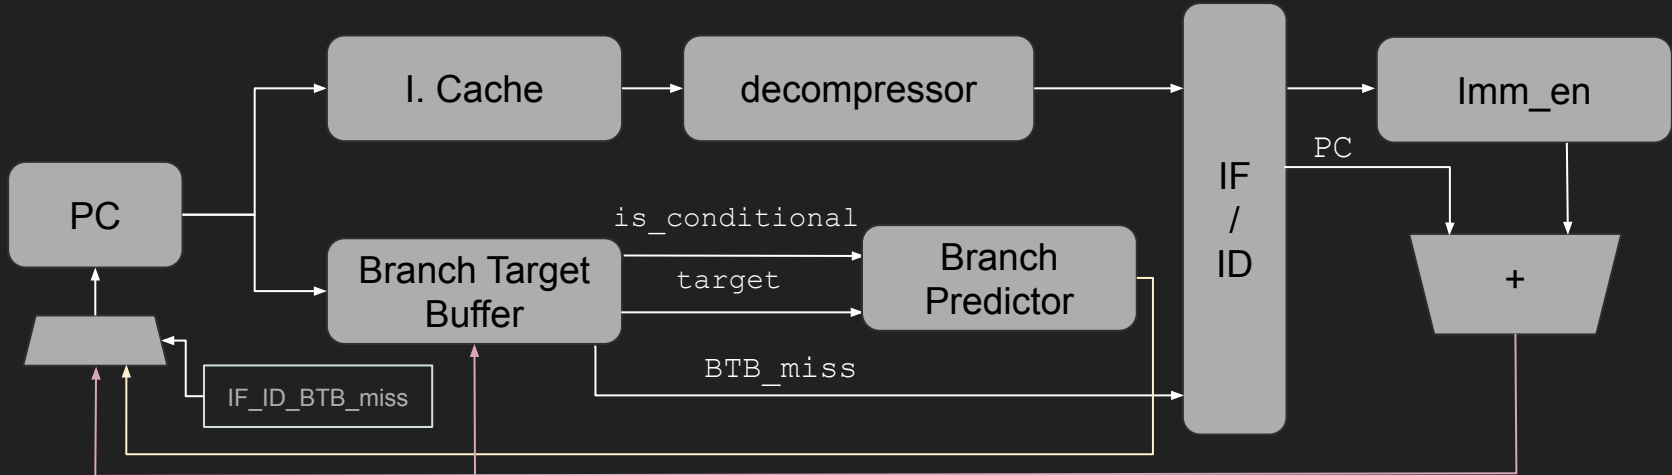 I. Cache
decompressor
Imm_en
PC
IF
/
ID
PC
is_conditional
target
Branch Target
Buffer
Branch
Predictor
+
BTB_miss
IF_ID_BTB_miss